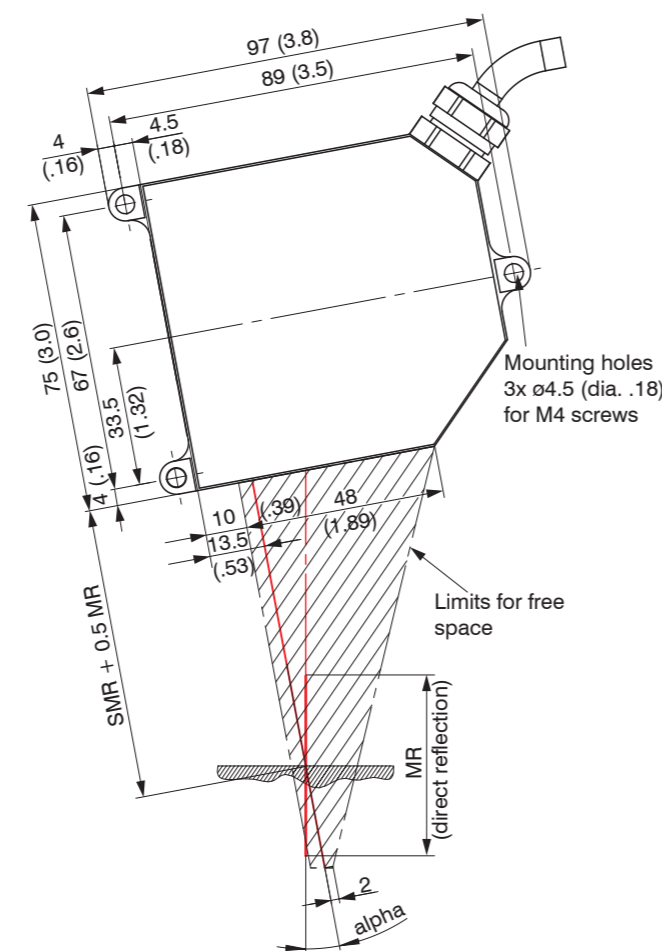 97 (3.8)
89 (3.5)
4
(.16)
4.5
(.18)
75 (3.0)
67 (2.6)
33.5
(1.32)
4 (.16)
Mounting holes
3x ø4.5 (dia. .18)
for M4 screws
10
(.39)
48
(1.89)
13.5
(.53)
Limits for free
space
SMR + 0.5 MR
MR
(direct reflection)
2
alpha